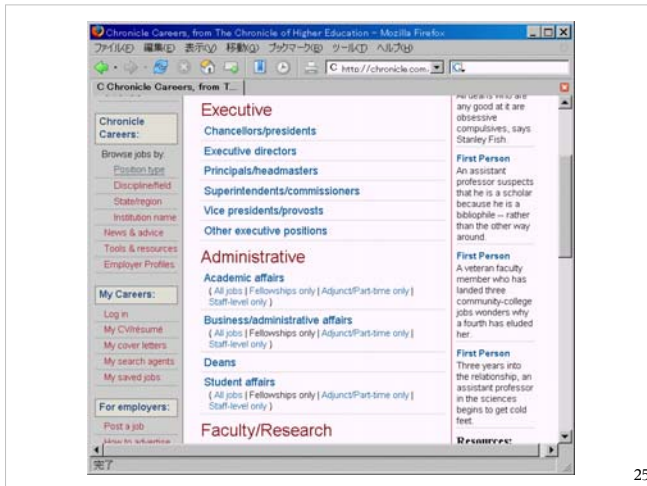 Chronicle Careers, from The Chronicle of Higher Education - Mozilla Firefox
ファイル(F) 編集(E) 表示(V) 移動(G) ブックマーク(B) ツール(T) ヘルプ(H)
C http://chronicle.com.
C Chronicle Careers, from T...
Chronicle
Careers:
Browse jobs by:
Position type
Discipline/field
State/region
Institution name
News & advice
Tools & resources
Employer Profiles
My Careers:
Log in
My CV/resume
My cover letters
My search agents
My saved jobs
For employers:
Post a job
How to advertise
Executive
Chancellors/presidents
Executive directors
Principals/headmasters
Superintendents/commissioners
Vice presidents/provosts
Other executive positions
Administrative
Academic affairs
( All jobs | Fellowships only | Adjunct/Part-time only |
Staff-level only )
Business/administrative affairs
( All jobs | Fellowships only | Adjunct/Part-time only |
Staff-level only )
Deans
Student affairs
( All jobs | Fellowships only | Adjunct/Part-time only |
Staff-level only )
Faculty/Research
All deans who are
any good at it are
obsessive
compulsives, says
Stanley Fish.
First Person
An assistant
professor suspects
that he is a scholar
because he is a
bibliophile -- rather
than the other way
around.
First Person
A veteran faculty
member who has
landed three
community-college
jobs wonders why
a fourth has eluded
her.
First Person
Three years into
the relationship, an
assistant professor
in the sciences
begins to get cold
feet.
Resources:
完了
25